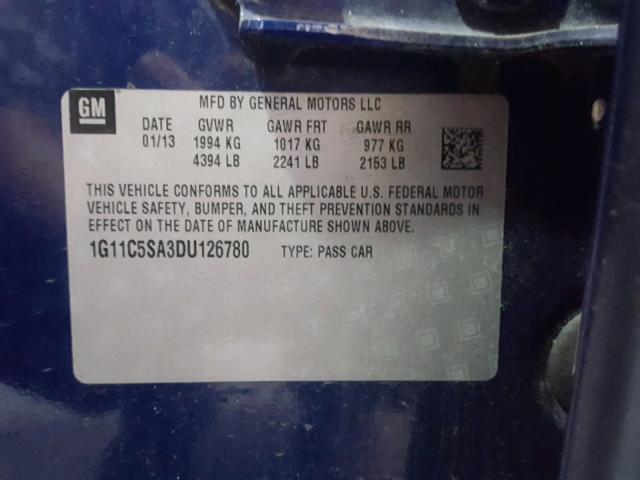 GM
MFD BY GENERAL MOTORS LLC
DATE GVWR GAWR FRT GAWR RR
01/13 1994 KG 1017 KG 977 KG
4394 LB 2241 LB 2153 LB
THIS VEHICLE CONFORMS TO ALL APPLICABLE U.S. FEDERAL MOTOR
VEHICLE SAFETY, BUMPER, AND THEFT PREVENTION STANDARDS IN
EFFECT ON THE DATE OF MANUFACTURE SHOWN ABOVE.
1G11C5SA3DU126780 TYPE: PASS CAR